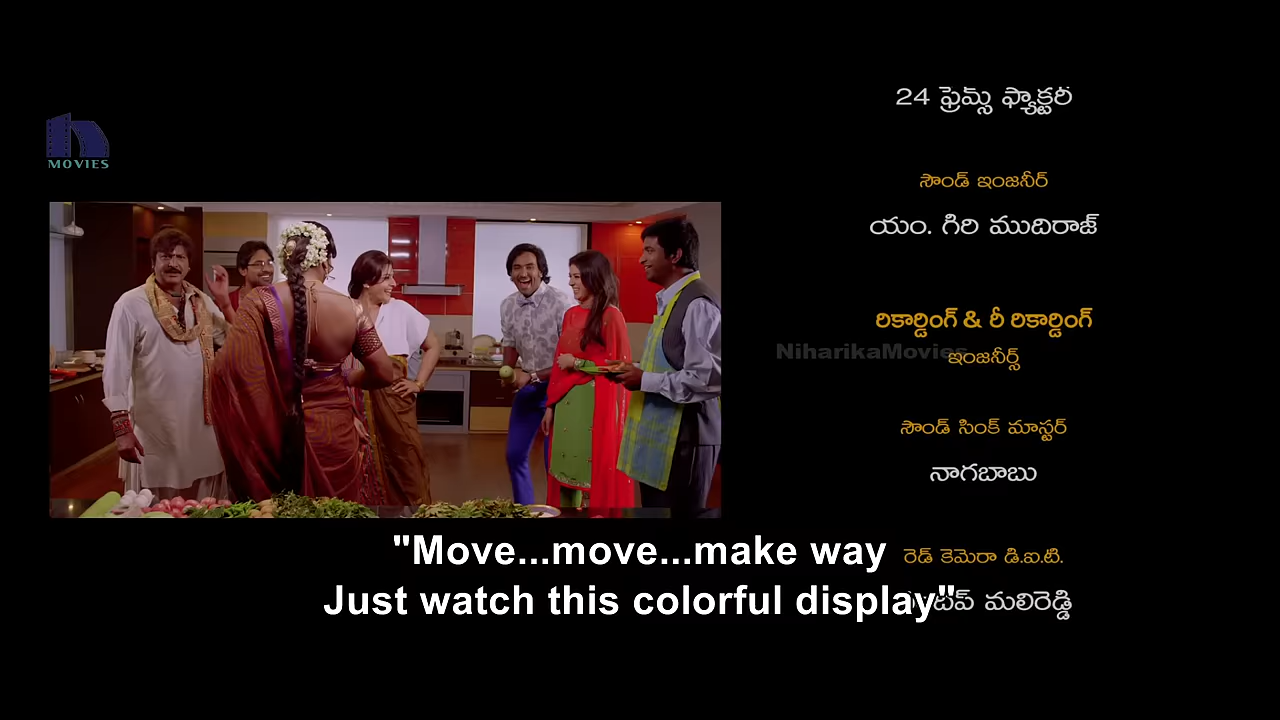 24 ఫ్రేమ్స్ ఫ్యాక్టరీ
MOVIES
సౌండ్ ఇంజనీర్
యం. గిరి ముదిరాజ్
రికార్డింగ్ & రీ రికార్డింగ్
NiharikaMovies
ఇంజనీర్స్
సౌండ్ సింక్ మాస్టర్
నాగబాబు
"Move...move...make way
రెడ్ కెమెరా డి.ఐ.టి.
Just watch this colorful display"
మలిరెడ్డి